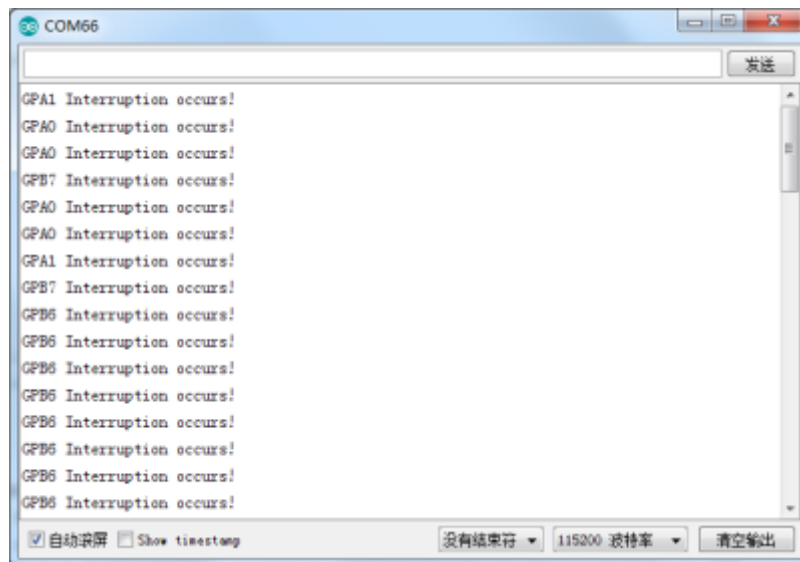 COM66
发送
GPA1 Interruption occurs!
GPA0 Interruption occurs!
GPA0 Interruption occurs!
GPB7 Interruption occurs!
GPA0 Interruption occurs!
GPA0 Interruption occurs!
GPA1 Interruption occurs!
GPB7 Interruption occurs!
GPB6 Interruption occurs!
GPB6 Interruption occurs!
GPB6 Interruption occurs!
GPB6 Interruption occurs!
GPB6 Interruption occurs!
GPB6 Interruption occurs!
GPB6 Interruption occurs!
GPB6 Interruption occurs!
自动滚屏 Show timestamp 没有结束符 115200 波特率 清空输出